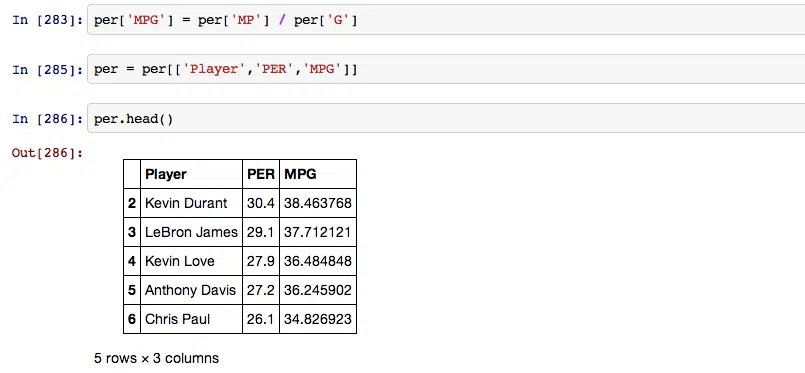 In [283]: per['MPG'] = per['MP'] / per['G']
In [285]: per = per[['Player','PER','MPG']]
In [286]: per.head()
Out[286]:
Player PER MPG
2 Kevin Durant 30.4 38.463768
3 LeBron James 29.1 37.712121
4 Kevin Love 27.9 36.484848
5 Anthony Davis 27.2 36.245902
6 Chris Paul 26.1 34.826923
5 rows × 3 columns